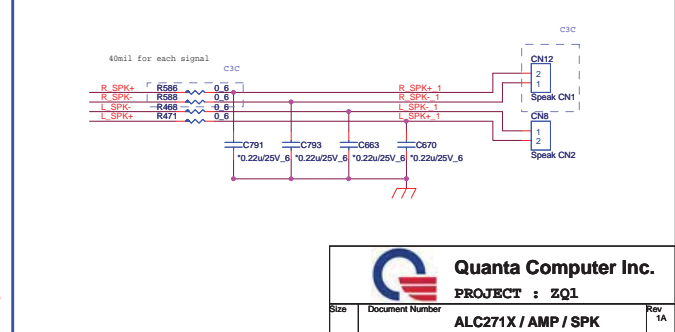 C3C
40mil for each signal
C3C
CN12
R_SPK+ R586 0_6 R_SPK+_1 2
R_SPK- R588 0_6 R_SPK-_1 1
L_SPK- R468 0_6 L_SPK-_1 Speak CN1
L_SPK+ R471 0_6 L_SPK+_1 CN8
1
2
C791 C793 C663 C670
Speak CN2
*0.22u/25V_6 *0.22u/25V_6 *0.22u/25V_6 *0.22u/25V_6
Quanta Computer Inc.
PROJECT : ZQ1
Size Document Number Rev
ALC271X / AMP / SPK 1A